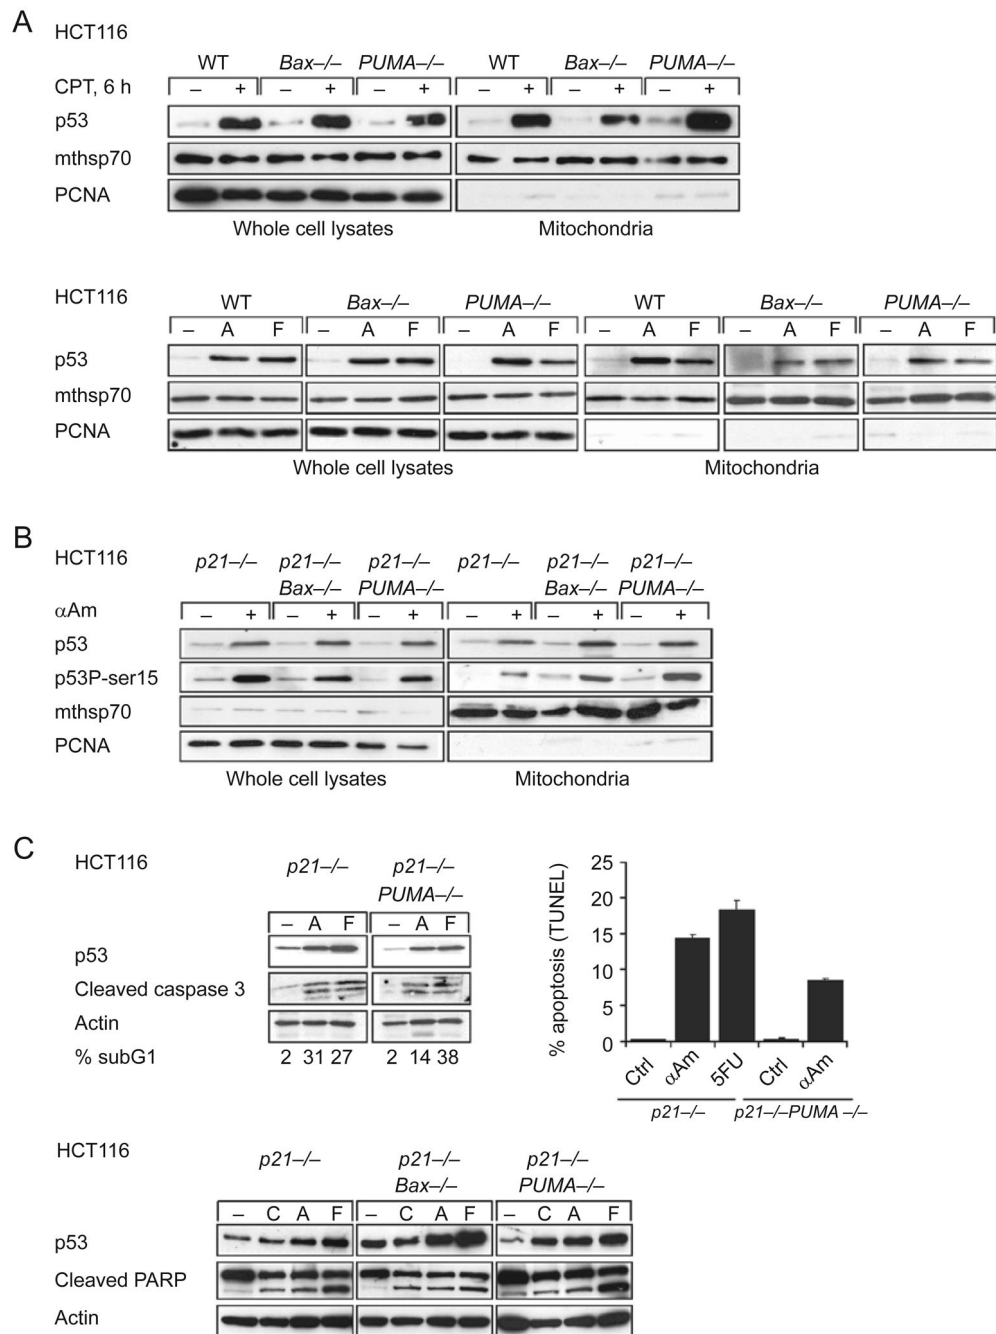 A
HCT116
WT Bax–/– PUMA–/– WT Bax–/– PUMA–/–
CPT, 6 h – + – + – + – + – + – +
p53
mthsp70
PCNA
Whole cell lysates Mitochondria
HCT116
WT Bax–/– PUMA–/– WT Bax–/– PUMA–/–
– A F – A F – A F – A F – A F – A F
p53
mthsp70
PCNA
Whole cell lysates Mitochondria
B
HCT116
p21–/– p21–/– p21–/– p21–/– p21–/– p21–/–
Bax–/– PUMA–/– Bax–/– PUMA–/–
αAm – + – + – + – + – + – +
p53
p53P-ser15
mthsp70
PCNA
Whole cell lysates Mitochondria
C
HCT116
p21–/– p21–/–
PUMA–/–
– A F – A F
p53
Cleaved caspase 3
Actin
% subG1 2 31 27 2 14 38
% apoptosis (TUNEL)
25
20
15
10
5
0
Ctrl αAm 5FU Ctrl αAm
p21–/– p21–/–PUMA –/–
HCT116
p21–/– p21–/– p21–/–
Bax–/– PUMA–/–
– C A F – C A F – C A F
p53
Cleaved PARP
Actin